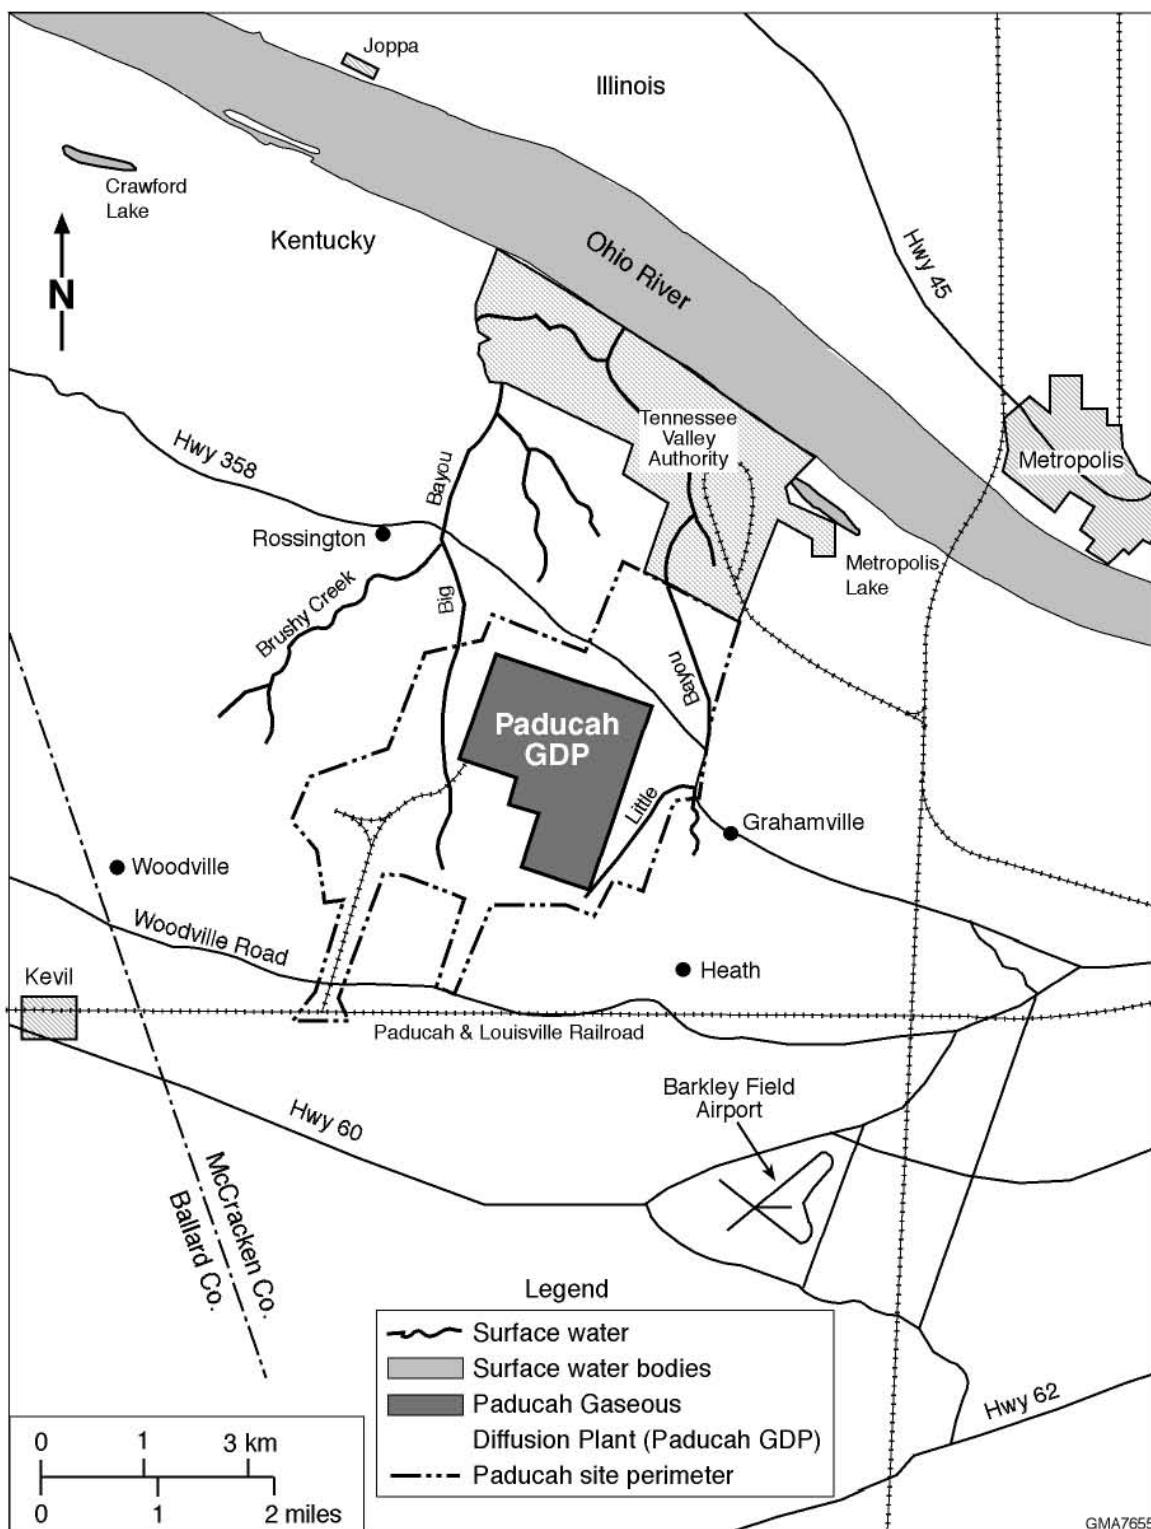 Joppa
Illinois
Crawford
Lake
Kentucky
Ohio River
Hwy 45
N
Hwy 358
Tennessee
Valley
Authority
Metropolis
Bayou
Rossington
Metropolis
Lake
Brushy Creek
Big
Bayou
Paducah
GDP
Little
Grahamville
Woodville
Woodville Road
Heath
Kevil
Paducah & Louisville Railroad
Barkley Field
Airport
Hwy 60
McCracken Co.
Ballard Co.
Legend
Surface water
Surface water bodies
Paducah Gaseous
Diffusion Plant (Paducah GDP)
Paducah site perimeter
Hwy 62
0 1 3 km
0 1 2 miles
GMA7655